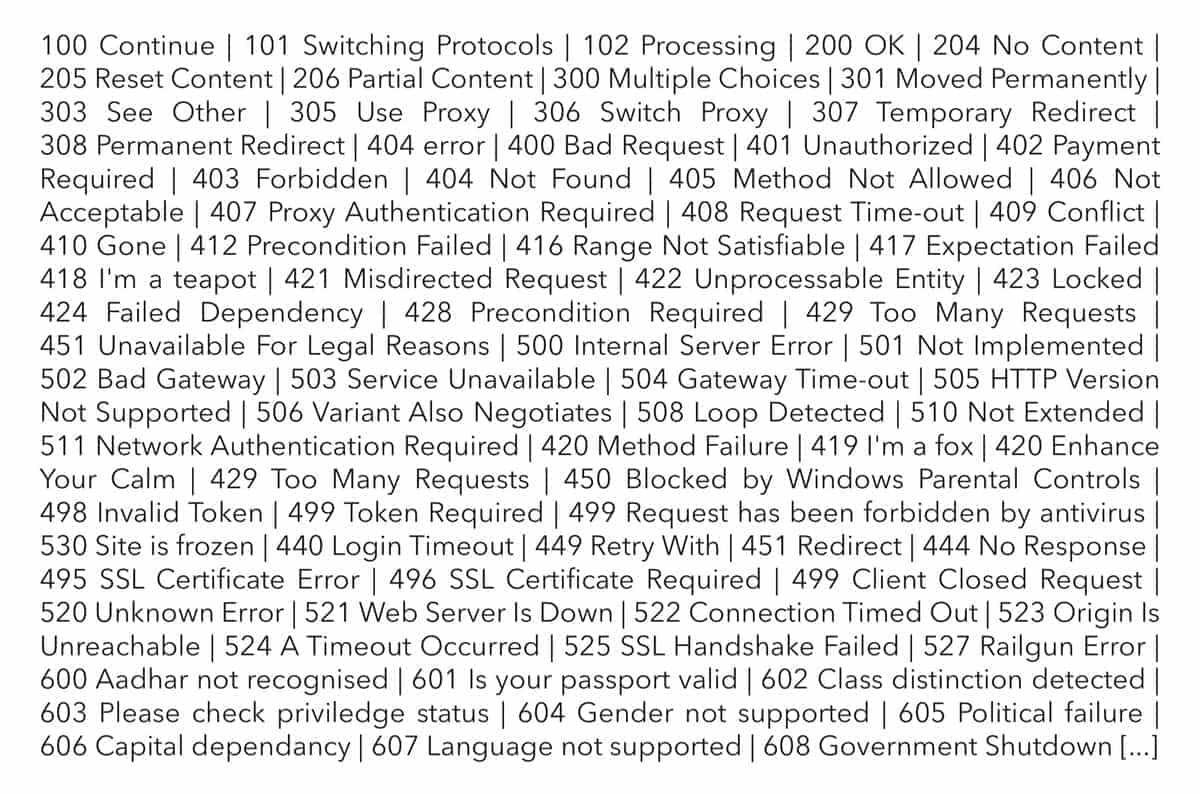 100 Continue | 101 Switching Protocols | 102 Processing | 200 OK | 204 No Content |
205 Reset Content | 206 Partial Content | 300 Multiple Choices | 301 Moved Permanently |
303 See Other | 305 Use Proxy | 306 Switch Proxy | 307 Temporary Redirect |
308 Permanent Redirect | 404 error | 400 Bad Request | 401 Unauthorized | 402 Payment
Required | 403 Forbidden | 404 Not Found | 405 Method Not Allowed | 406 Not
Acceptable | 407 Proxy Authentication Required | 408 Request Time-out | 409 Conflict |
410 Gone | 412 Precondition Failed | 416 Range Not Satisfiable | 417 Expectation Failed
418 I'm a teapot | 421 Misdirected Request | 422 Unprocessable Entity | 423 Locked |
424 Failed Dependency | 428 Precondition Required | 429 Too Many Requests |
451 Unavailable For Legal Reasons | 500 Internal Server Error | 501 Not Implemented |
502 Bad Gateway | 503 Service Unavailable | 504 Gateway Time-out | 505 HTTP Version
Not Supported | 506 Variant Also Negotiates | 508 Loop Detected | 510 Not Extended |
511 Network Authentication Required | 420 Method Failure | 419 I'm a fox | 420 Enhance
Your Calm | 429 Too Many Requests | 450 Blocked by Windows Parental Controls |
498 Invalid Token | 499 Token Required | 499 Request has been forbidden by antivirus |
530 Site is frozen | 440 Login Timeout | 449 Retry With | 451 Redirect | 444 No Response |
495 SSL Certificate Error | 496 SSL Certificate Required | 499 Client Closed Request |
520 Unknown Error | 521 Web Server Is Down | 522 Connection Timed Out | 523 Origin Is
Unreachable | 524 A Timeout Occurred | 525 SSL Handshake Failed | 527 Railgun Error |
600 Aadhar not recognised | 601 Is your passport valid | 602 Class distinction detected |
603 Please check priviledge status | 604 Gender not supported | 605 Political failure |
606 Capital dependancy | 607 Language not supported | 608 Government Shutdown [...]